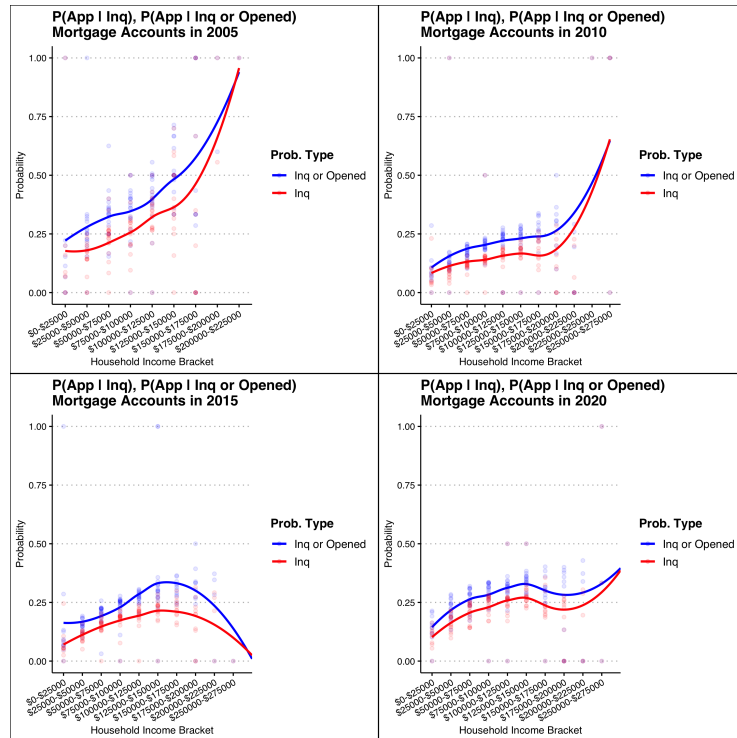 P(App | Inq), P(App | Inq or Opened)
Mortgage Accounts in 2005
1.00
0.75
0.50
0.25
0.00
Probability
$0-$25000
$25000-$50000
$50000-$75000
$75000-$100000
$100000-$125000
$125000-$150000
$150000-$175000
$175000-$200000
$200000-$225000
Household Income Bracket
Prob. Type
Inq or Opened
Inq
P(App | Inq), P(App | Inq or Opened)
Mortgage Accounts in 2010
1.00
0.75
0.50
0.25
0.00
Probability
$0-$25000
$25000-$50000
$50000-$75000
$75000-$100000
$100000-$125000
$125000-$150000
$150000-$175000
$175000-$200000
$200000-$225000
$225000-$250000
$250000-$275000
Household Income Bracket
Prob. Type
Inq or Opened
Inq
P(App | Inq), P(App | Inq or Opened)
Mortgage Accounts in 2015
1.00
0.75
0.50
0.25
0.00
Probability
$0-$25000
$25000-$50000
$50000-$75000
$75000-$100000
$100000-$125000
$125000-$150000
$150000-$175000
$175000-$200000
$200000-$225000
$250000-$275000
Household Income Bracket
Prob. Type
Inq or Opened
Inq
P(App | Inq), P(App | Inq or Opened)
Mortgage Accounts in 2020
1.00
0.75
0.50
0.25
0.00
Probability
$0-$25000
$25000-$50000
$50000-$75000
$75000-$100000
$100000-$125000
$125000-$150000
$150000-$175000
$175000-$200000
$200000-$225000
$250000-$275000
Household Income Bracket
Prob. Type
Inq or Opened
Inq